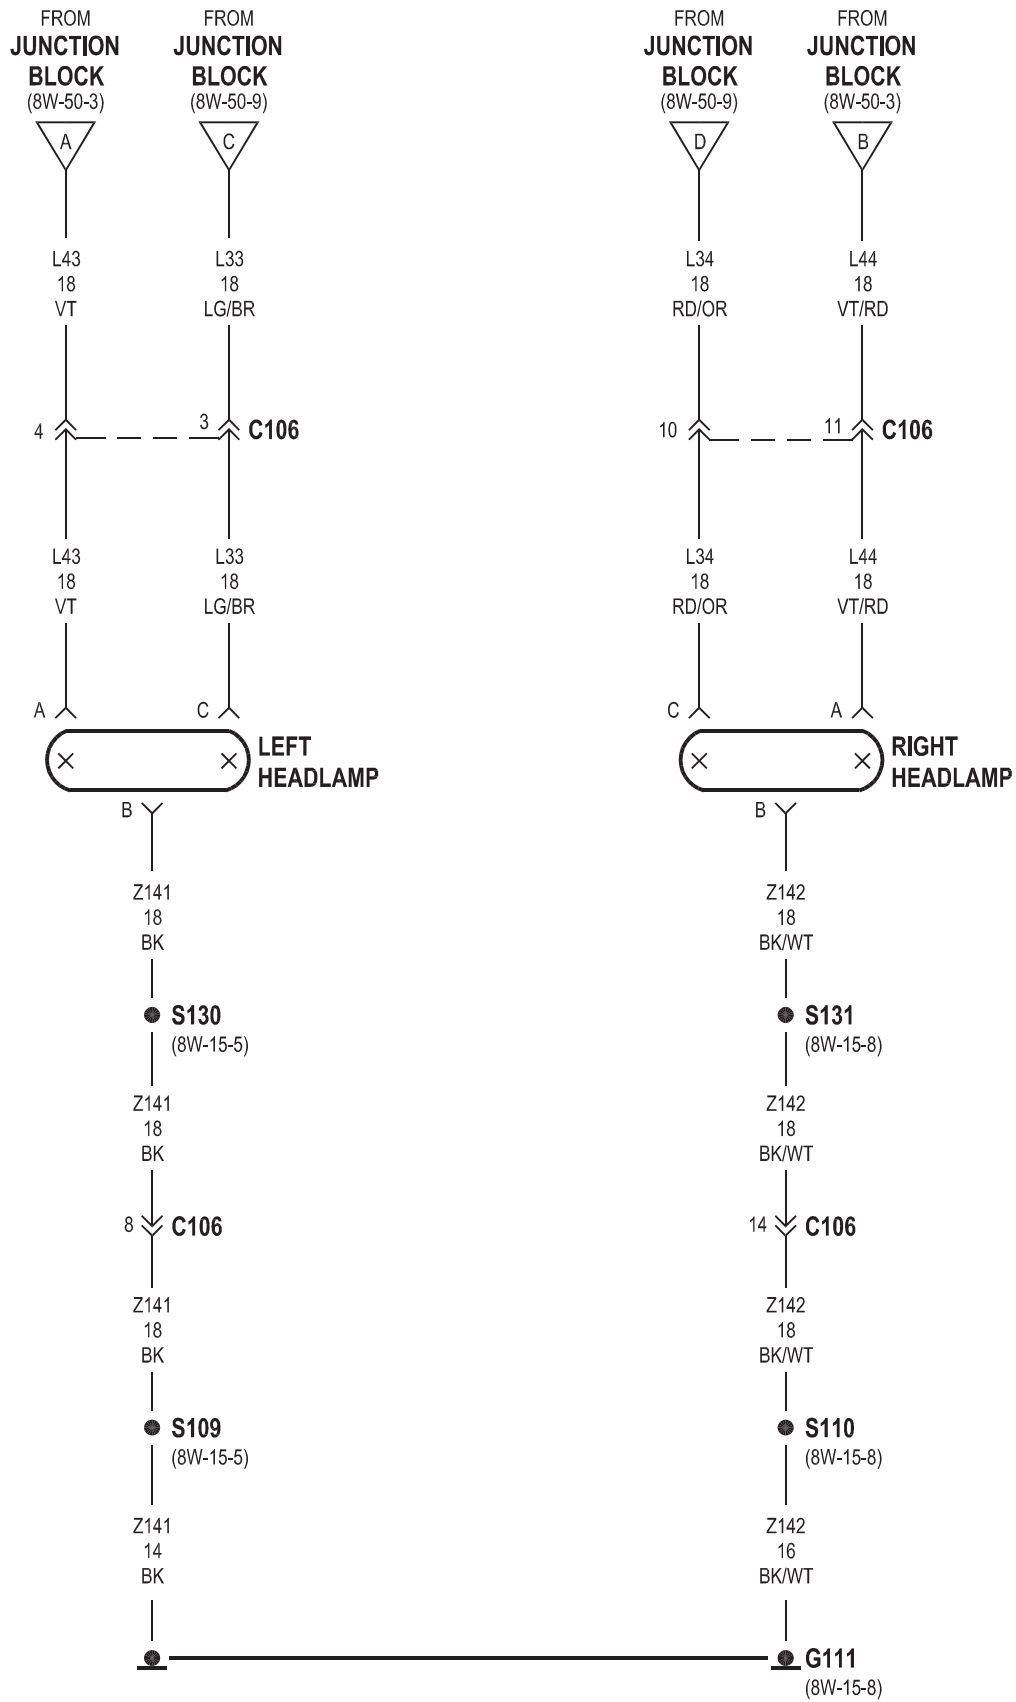 FROM
JUNCTION
BLOCK
(8W-50-3)
A
FROM
JUNCTION
BLOCK
(8W-50-9)
C
FROM
JUNCTION
BLOCK
(8W-50-9)
D
FROM
JUNCTION
BLOCK
(8W-50-3)
B
L43
18
VT
L33
18
LG/BR
L34
18
RD/OR
L44
18
VT/RD
4
3
C106
10
11
C106
L43
18
VT
L33
18
LG/BR
L34
18
RD/OR
L44
18
VT/RD
A
C
LEFT
HEADLAMP
C
A
RIGHT
HEADLAMP
B
B
Z141
18
BK
Z142
18
BK/WT
S130
(8W-15-5)
S131
(8W-15-8)
Z141
18
BK
Z142
18
BK/WT
8
C106
14
C106
Z141
18
BK
Z142
18
BK/WT
S109
(8W-15-5)
S110
(8W-15-8)
Z141
14
BK
Z142
16
BK/WT
G111
(8W-15-8)